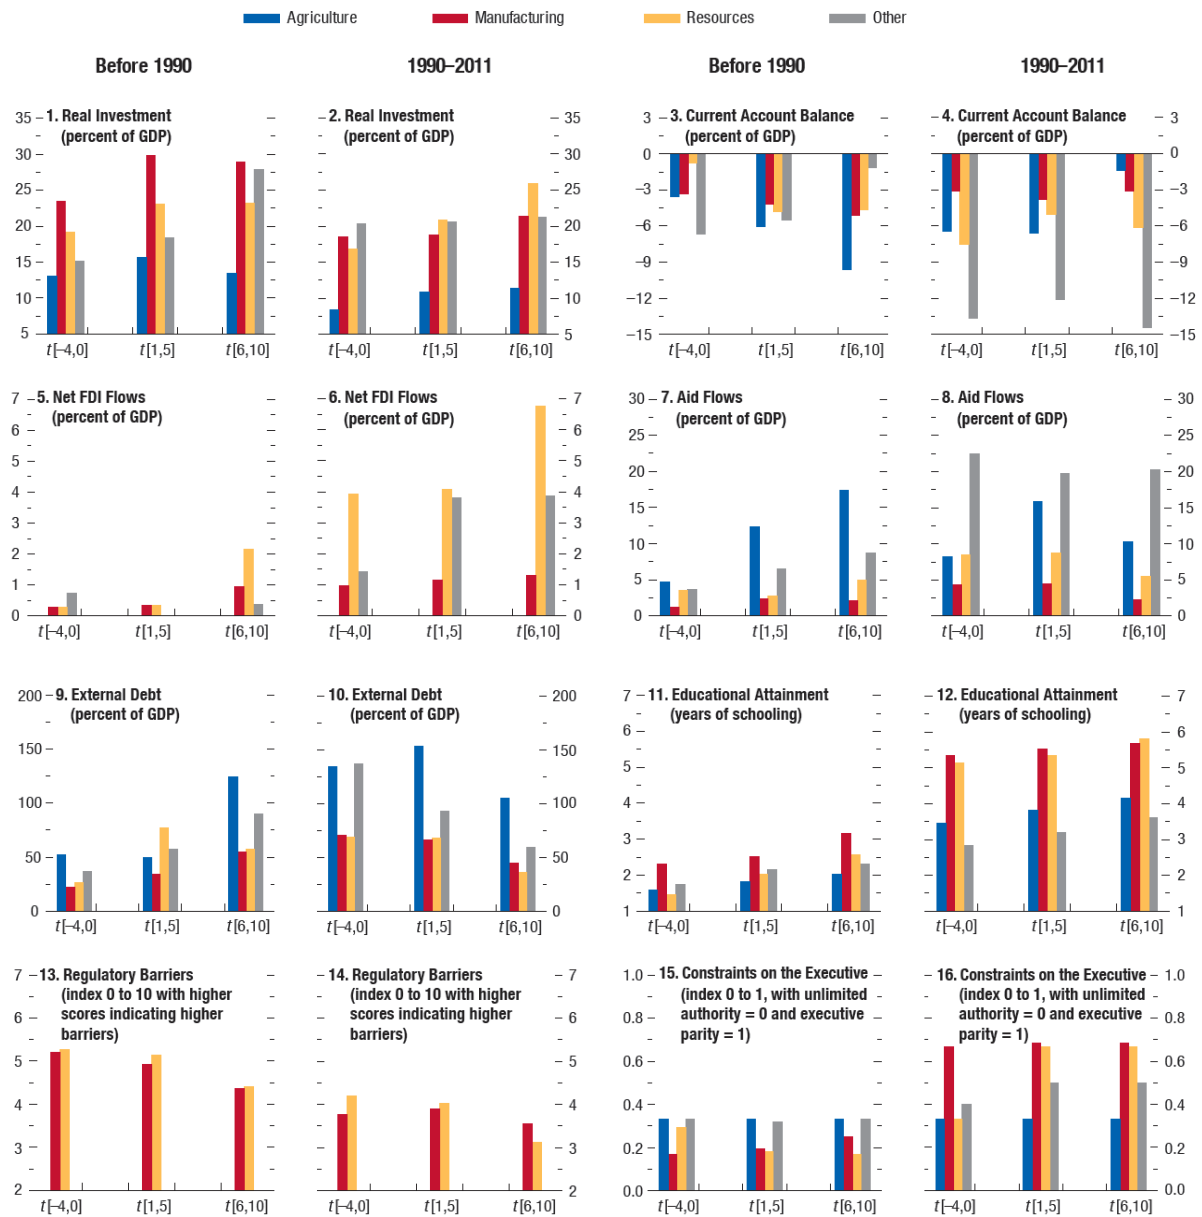 Agriculture Manufacturing Resources Other
Before 1990 1990–2011 Before 1990 1990–2011
1. Real Investment
(percent of GDP)
35
30
25
20
15
10
5
t[–4,0] t[1,5] t[6,10]
2. Real Investment
(percent of GDP)
35
30
25
20
15
10
5
t[–4,0] t[1,5] t[6,10]
3. Current Account Balance
(percent of GDP)
3
0
–3
–6
–9
–12
–15
t[–4,0] t[1,5] t[6,10]
4. Current Account Balance
(percent of GDP)
3
0
–3
–6
–9
–12
–15
t[–4,0] t[1,5] t[6,10]
5. Net FDI Flows
(percent of GDP)
7
6
5
4
3
2
1
0
t[–4,0] t[1,5] t[6,10]
6. Net FDI Flows
(percent of GDP)
7
6
5
4
3
2
1
0
t[–4,0] t[1,5] t[6,10]
7. Aid Flows
(percent of GDP)
30
25
20
15
10
5
0
t[–4,0] t[1,5] t[6,10]
8. Aid Flows
(percent of GDP)
30
25
20
15
10
5
0
t[–4,0] t[1,5] t[6,10]
9. External Debt
(percent of GDP)
200
150
100
50
0
t[–4,0] t[1,5] t[6,10]
10. External Debt
(percent of GDP)
200
150
100
50
0
t[–4,0] t[1,5] t[6,10]
11. Educational Attainment
(years of schooling)
7
6
5
4
3
2
1
t[–4,0] t[1,5] t[6,10]
12. Educational Attainment
(years of schooling)
7
6
5
4
3
2
1
t[–4,0] t[1,5] t[6,10]
13. Regulatory Barriers
(index 0 to 10 with higher
scores indicating higher
barriers)
7
6
5
4
3
2
t[–4,0] t[1,5] t[6,10]
14. Regulatory Barriers
(index 0 to 10 with higher
scores indicating higher
barriers)
7
6
5
4
3
2
t[–4,0] t[1,5] t[6,10]
15. Constraints on the Executive
(index 0 to 1, with unlimited
authority = 0 and executive
parity = 1)
1.0
0.8
0.6
0.4
0.2
0.0
t[–4,0] t[1,5] t[6,10]
16. Constraints on the Executive
(index 0 to 1, with unlimited
authority = 0 and executive
parity = 1)
1.0
0.8
0.6
0.4
0.2
0.0
t[–4,0] t[1,5] t[6,10]